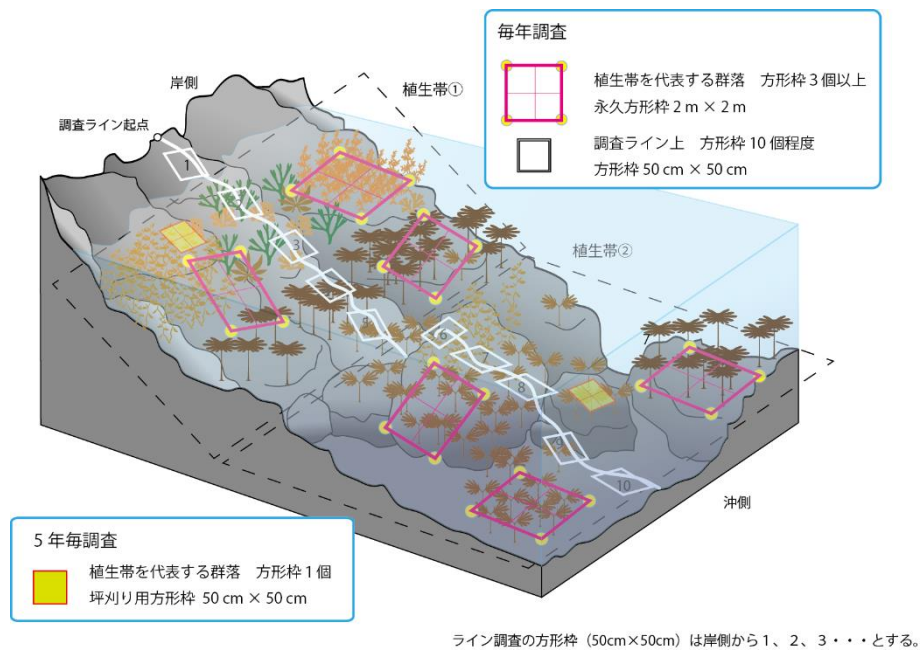 毎年調査
植生帯を代表する群落　方形枠 3 個以上
永久方形枠 2 m × 2 m
調査ライン上　方形枠 10 個程度
方形枠 50 cm × 50 cm
岸側
植生帯①
調査ライン起点
1
2
3
植生帯②
4
5
6
7
8
9
10
沖側
5 年毎調査
植生帯を代表する群落　方形枠 1 個
坪刈り用方形枠 50 cm × 50 cm
ライン調査の方形枠（50cm×50cm）は岸側から 1、2、3・・・とする。